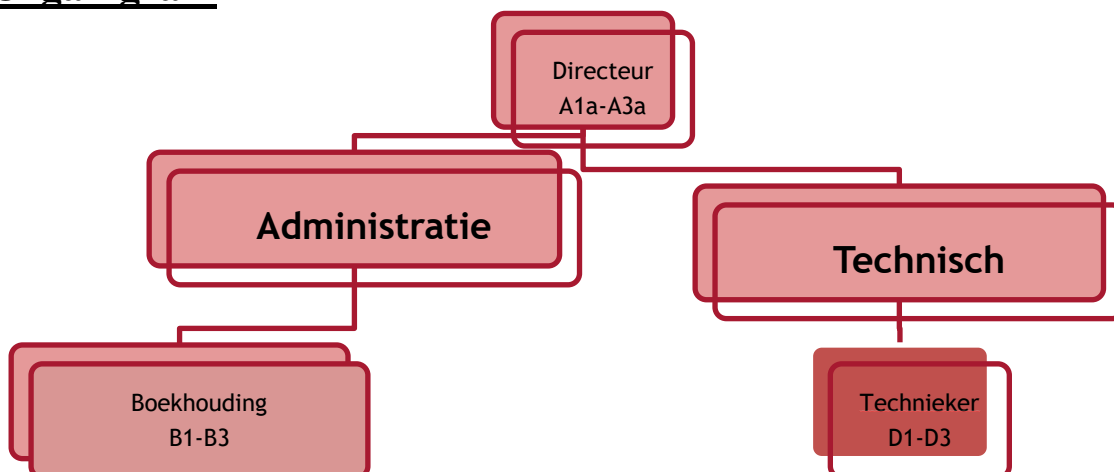 Directeur
A1a-A3a
Administratie
Technisch
Boekhouding
B1-B3
Technieker
D1-D3